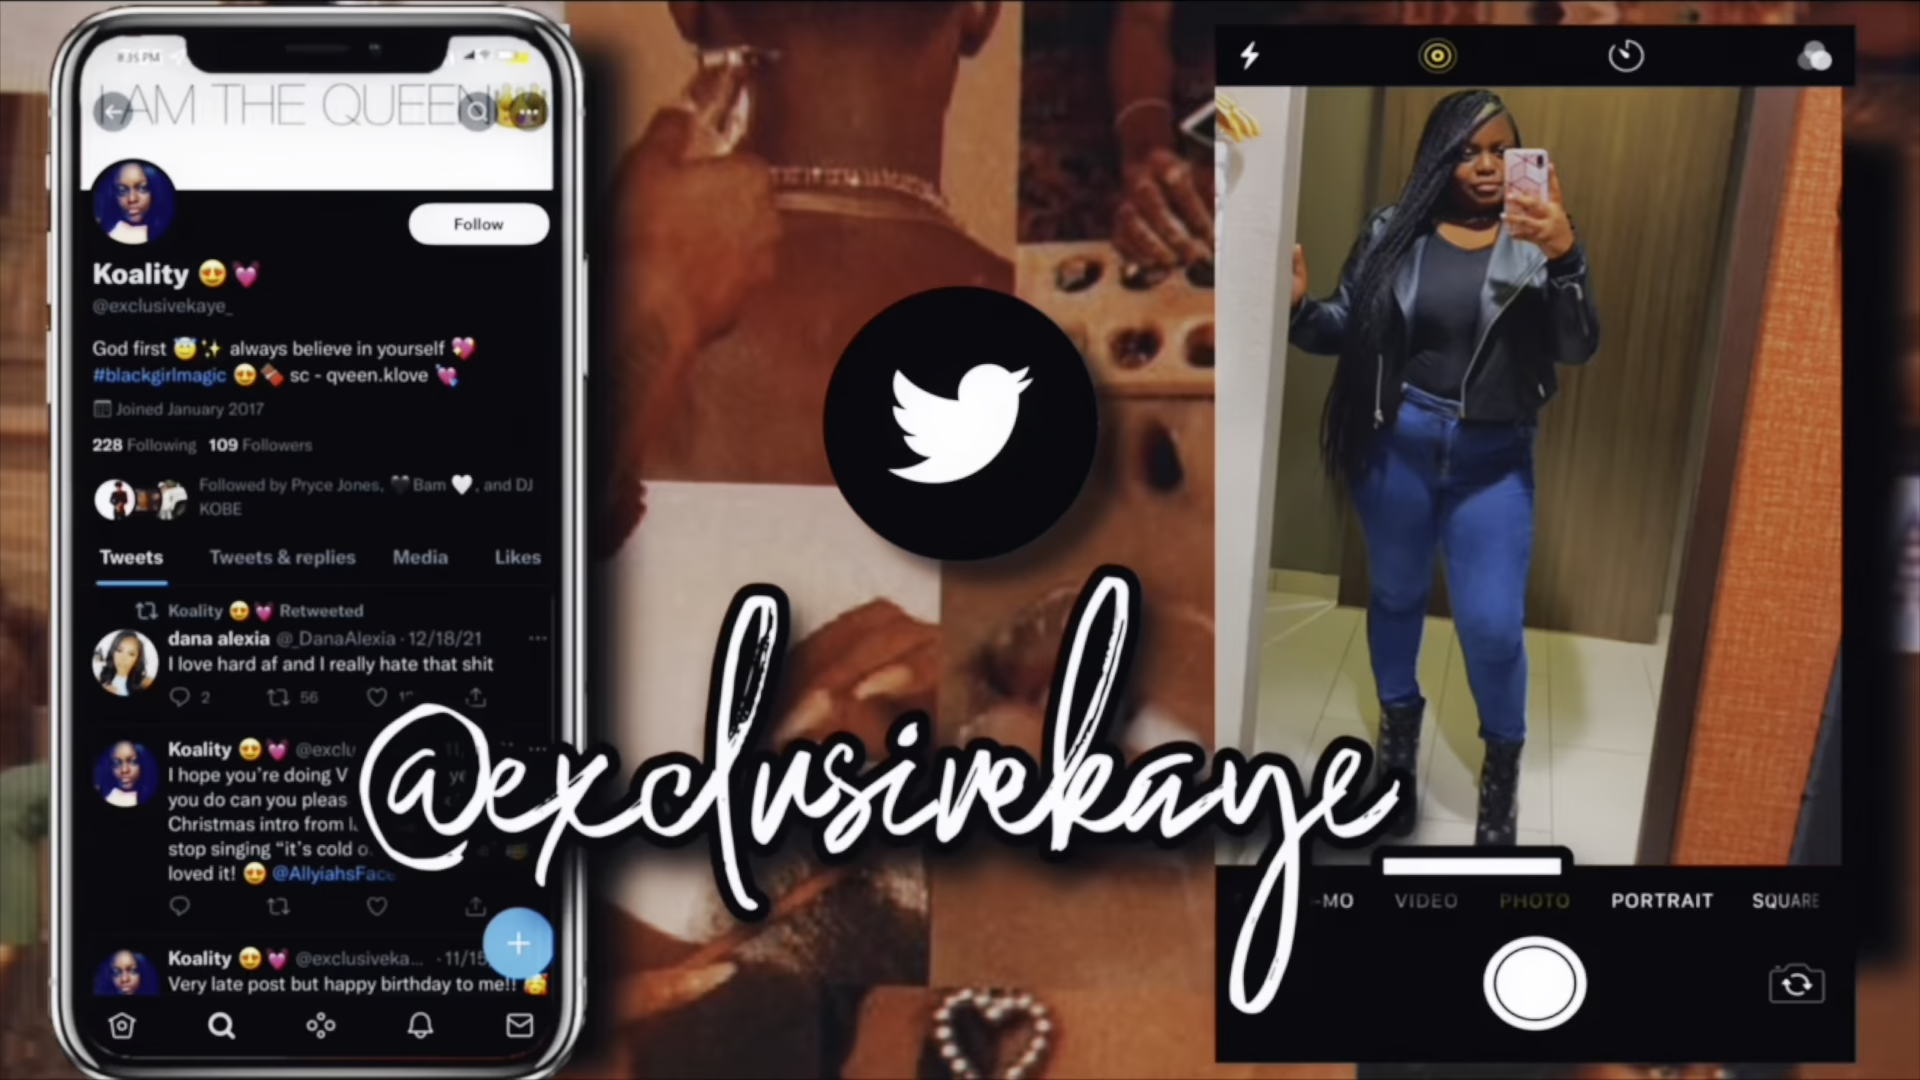 8:35 PM
I AM THE QUEEN
Follow
Koality 😍 💓
@exclusivekaye_
God first 😇✨ always believe in yourself 💖
#blackgirlmagic 😍🍫 sc - qveen.klove 💘
Joined January 2017
228 Following 109 Followers
Followed by Pryce Jones, 🖤Bam 🤍, and DJ
KOBE
Tweets Tweets & replies Media Likes
Koality 😍 💓 Retweeted
dana alexia @_DanaAlexia · 12/18/21
I love hard af and I really hate that shit
2 56
Koality 😍 💓 @exclu
I hope you're doing V
you do can you pleas
Christmas intro from
stop singing "it's cold o
loved it! 😍 @AllyiahsFace
Koality 😍 💓 @exclusiveka... · 11/15
Very late post but happy birthday to me!! 🥰
@exclusivekaye
-MO VIDEO PHOTO PORTRAIT SQUARE